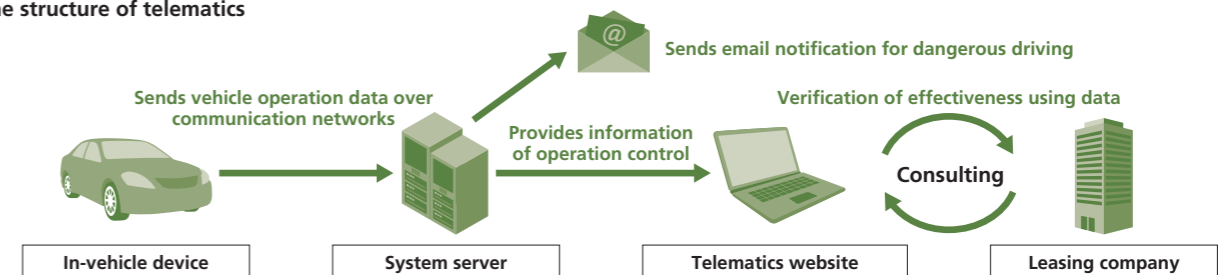 e structure of telematics
@
Sends email notification for dangerous driving
Sends vehicle operation data over
communication networks
Verification of effectiveness using data
Provides information
of operation control
Consulting
In-vehicle device
System server
Telematics website
Leasing company